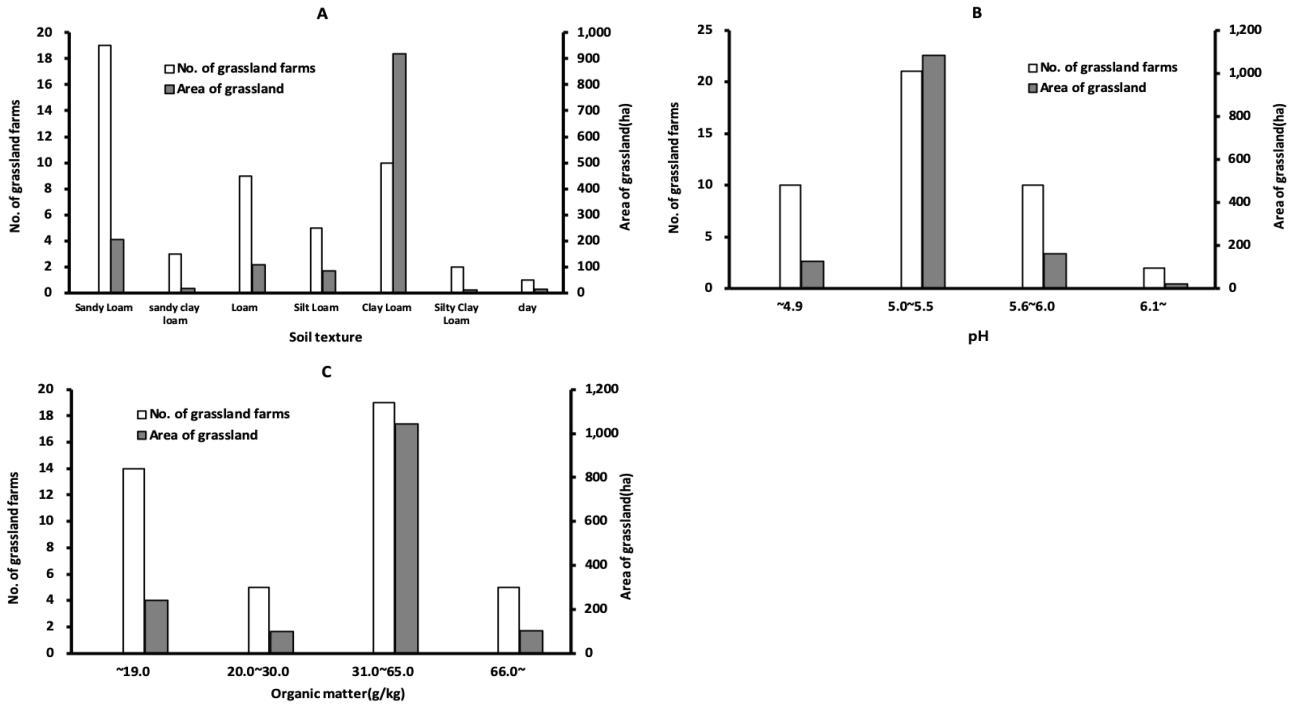 A
No. of grassland farms
Area of grassland
20
18
16
14
12
10
8
6
4
2
0
1,000
900
800
700
600
500
400
300
200
100
0
No. of grassland farms
Area of grassland(ha)
Sandy Loam
sandy clay loam
Loam
Silt Loam
Clay Loam
Silty Clay Loam
clay
Soil texture
B
No. of grassland farms
Area of grassland
25
20
15
10
5
0
1,200
1,000
800
600
400
200
0
No. of grassland farms
Area of grassland(ha)
~4.9
5.0~5.5
5.6~6.0
6.1~
pH
C
No. of grassland farms
Area of grassland
20
18
16
14
12
10
8
6
4
2
0
1,200
1,000
800
600
400
200
0
No. of grassland farms
Area of grassland(ha)
~19.0
20.0~30.0
31.0~65.0
66.0~
Organic matter(g/kg)